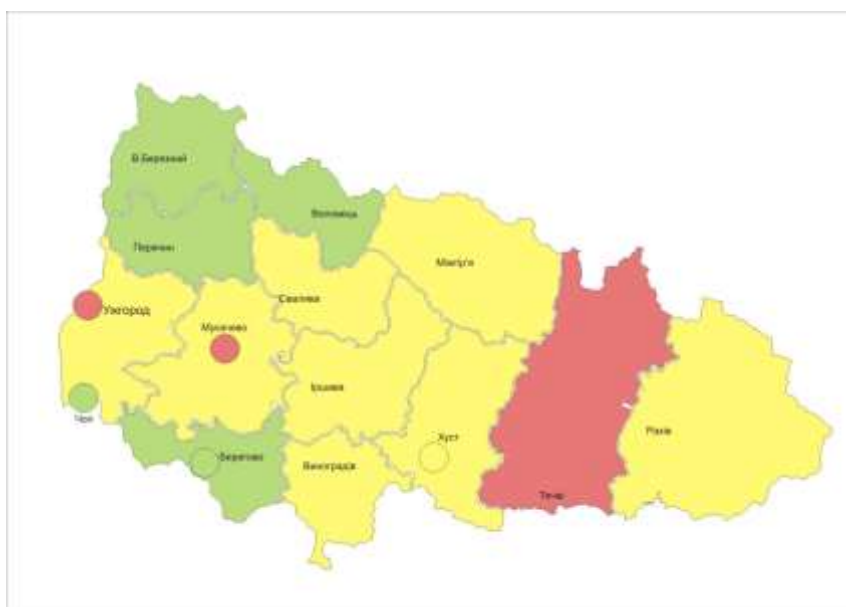 В.Березний
Воловець
Перечин
Міжгір'я
Свалява
Ужгород
Мукачево
Іршава
Чоп
Хуст
Рахів
Берегово
Виноградів
Тячів